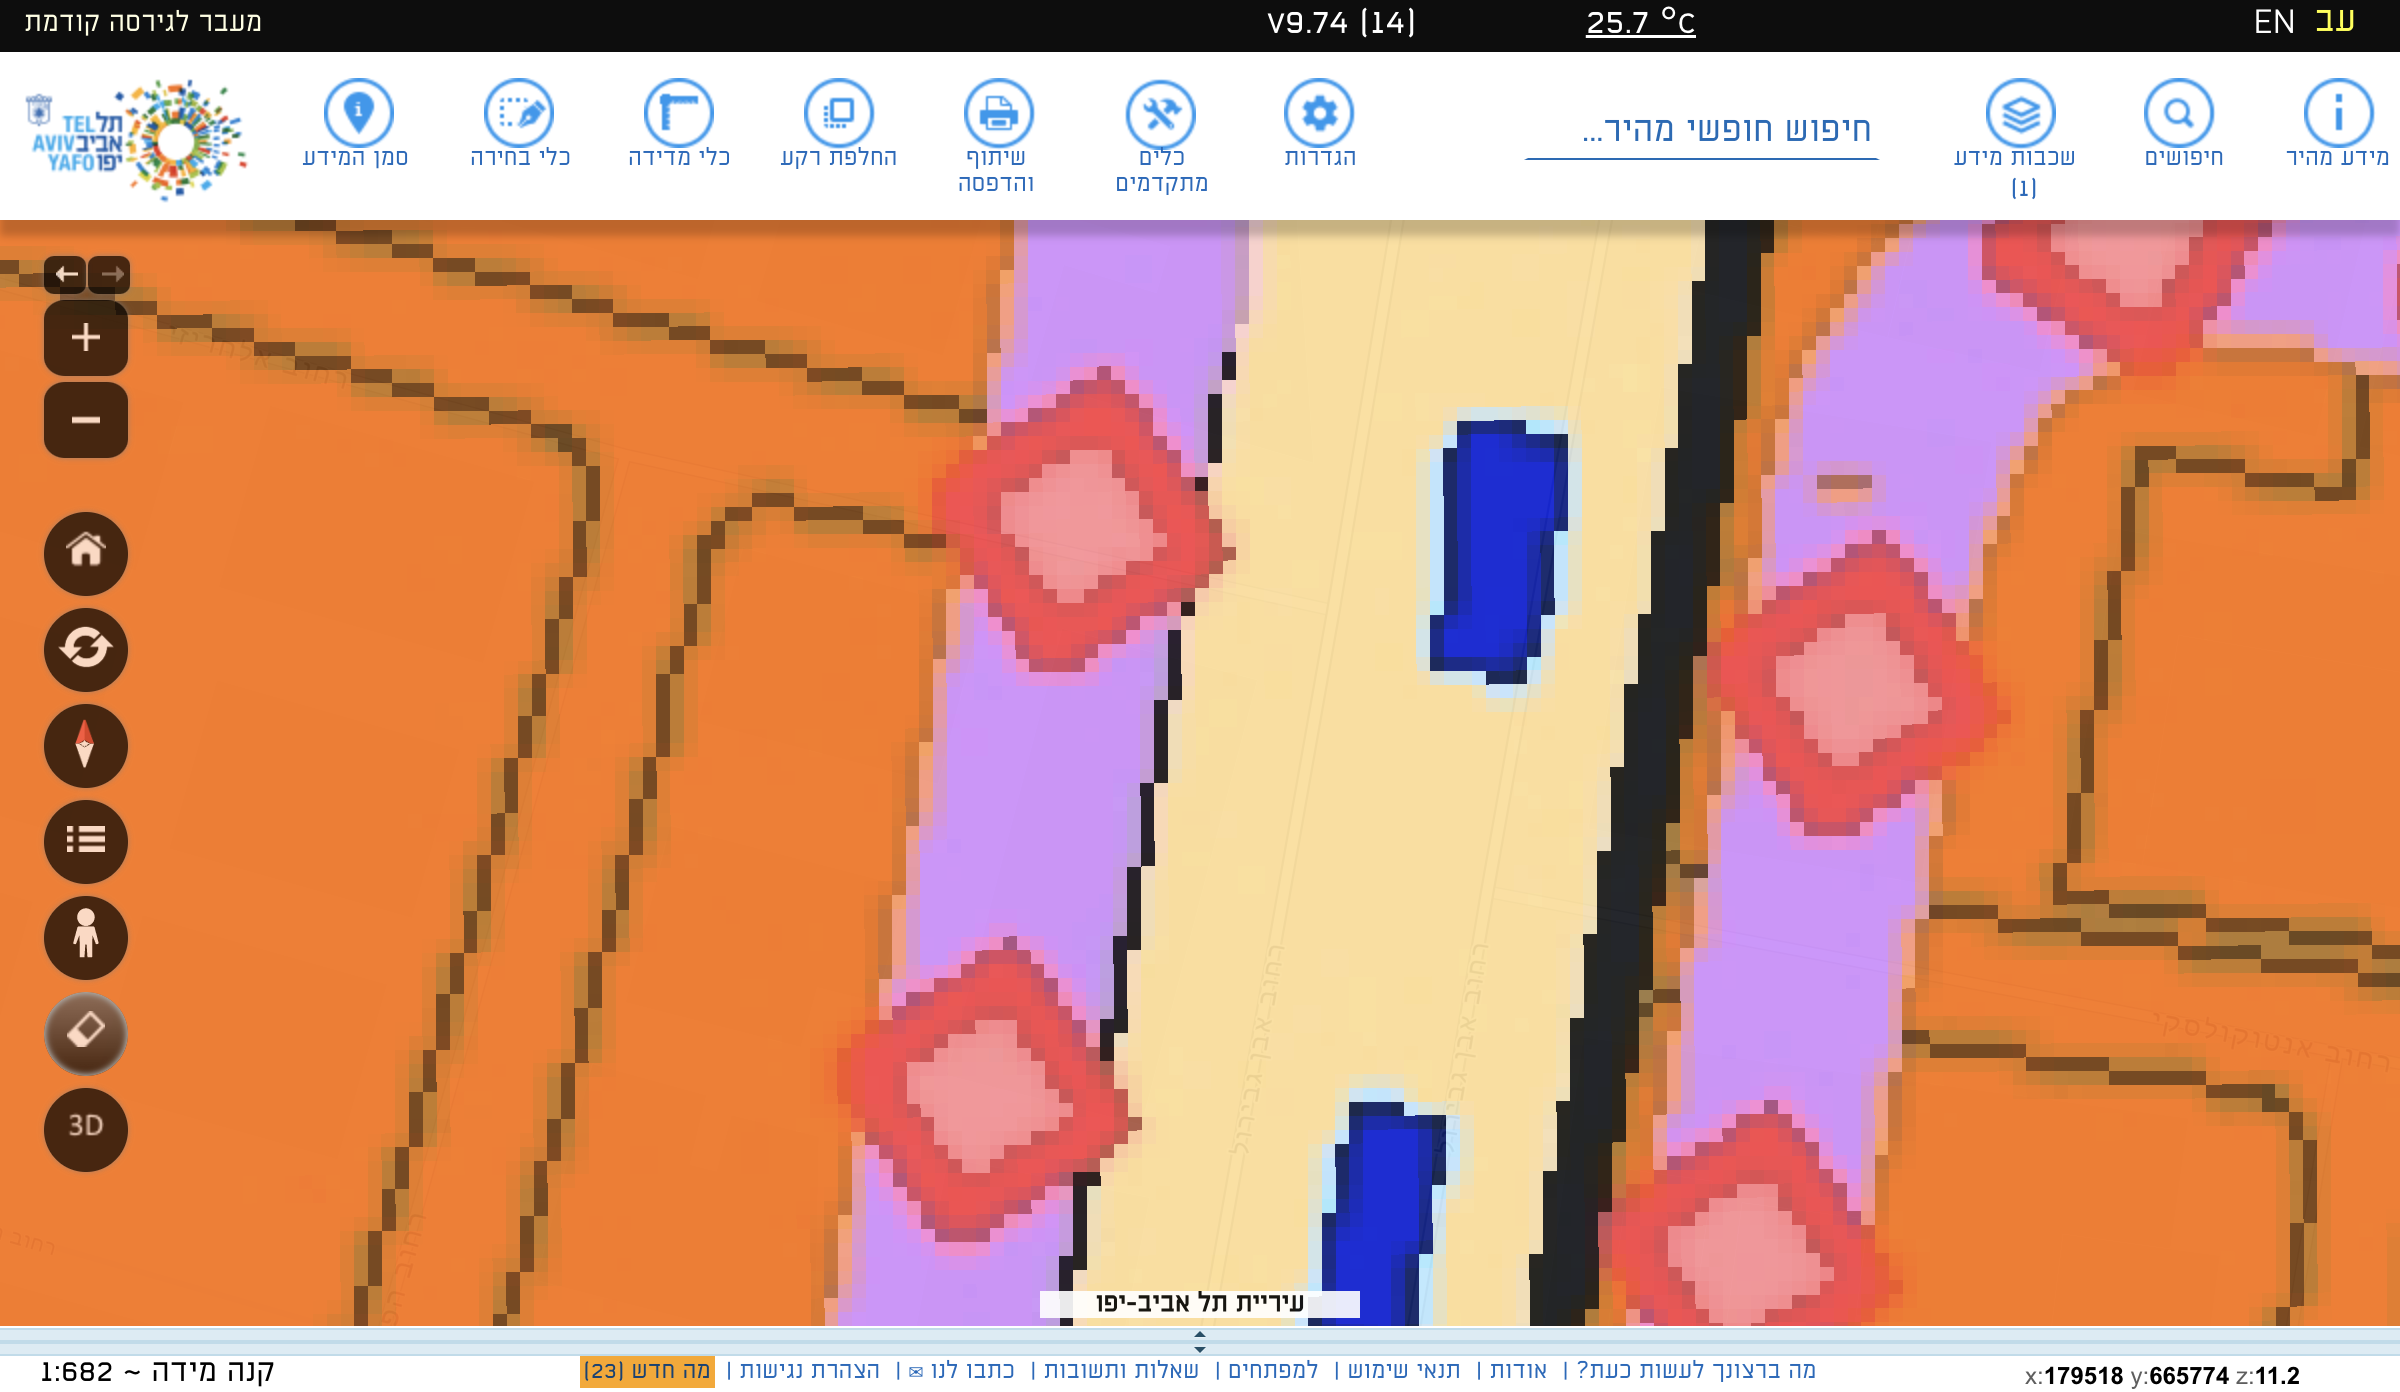 עב EN
25.7 °C
V9.74 (14)
מעבר לגירסה קודמת
מידע מהיר
חיפושים
שכבות מידע
(1)
חיפוש חופשי מהיר...
הגדרות
כלים
מתקדמים
שיתוף
והדפסה
החלפת רקע
כלי מדידה
כלי בחירה
סמן המידע
תל
אביב
יפו
TEL
AVIV
YAFO
רחוב אלחריזי
רחוב אבן גבירול
רחוב אבן גבירול
רחוב אנטוקולסקי
רחוב
רחוב
3D
עיריית תל אביב-יפו
מה ברצונך לעשות כעת? | אודות | תנאי שימוש | למפתחים | שאלות ותשובות | כתבו לנו ✉ | הצהרת נגישות | מה חדש (23)
קנה מידה ~ 1:682
x:179518 y:665774 z:11.2